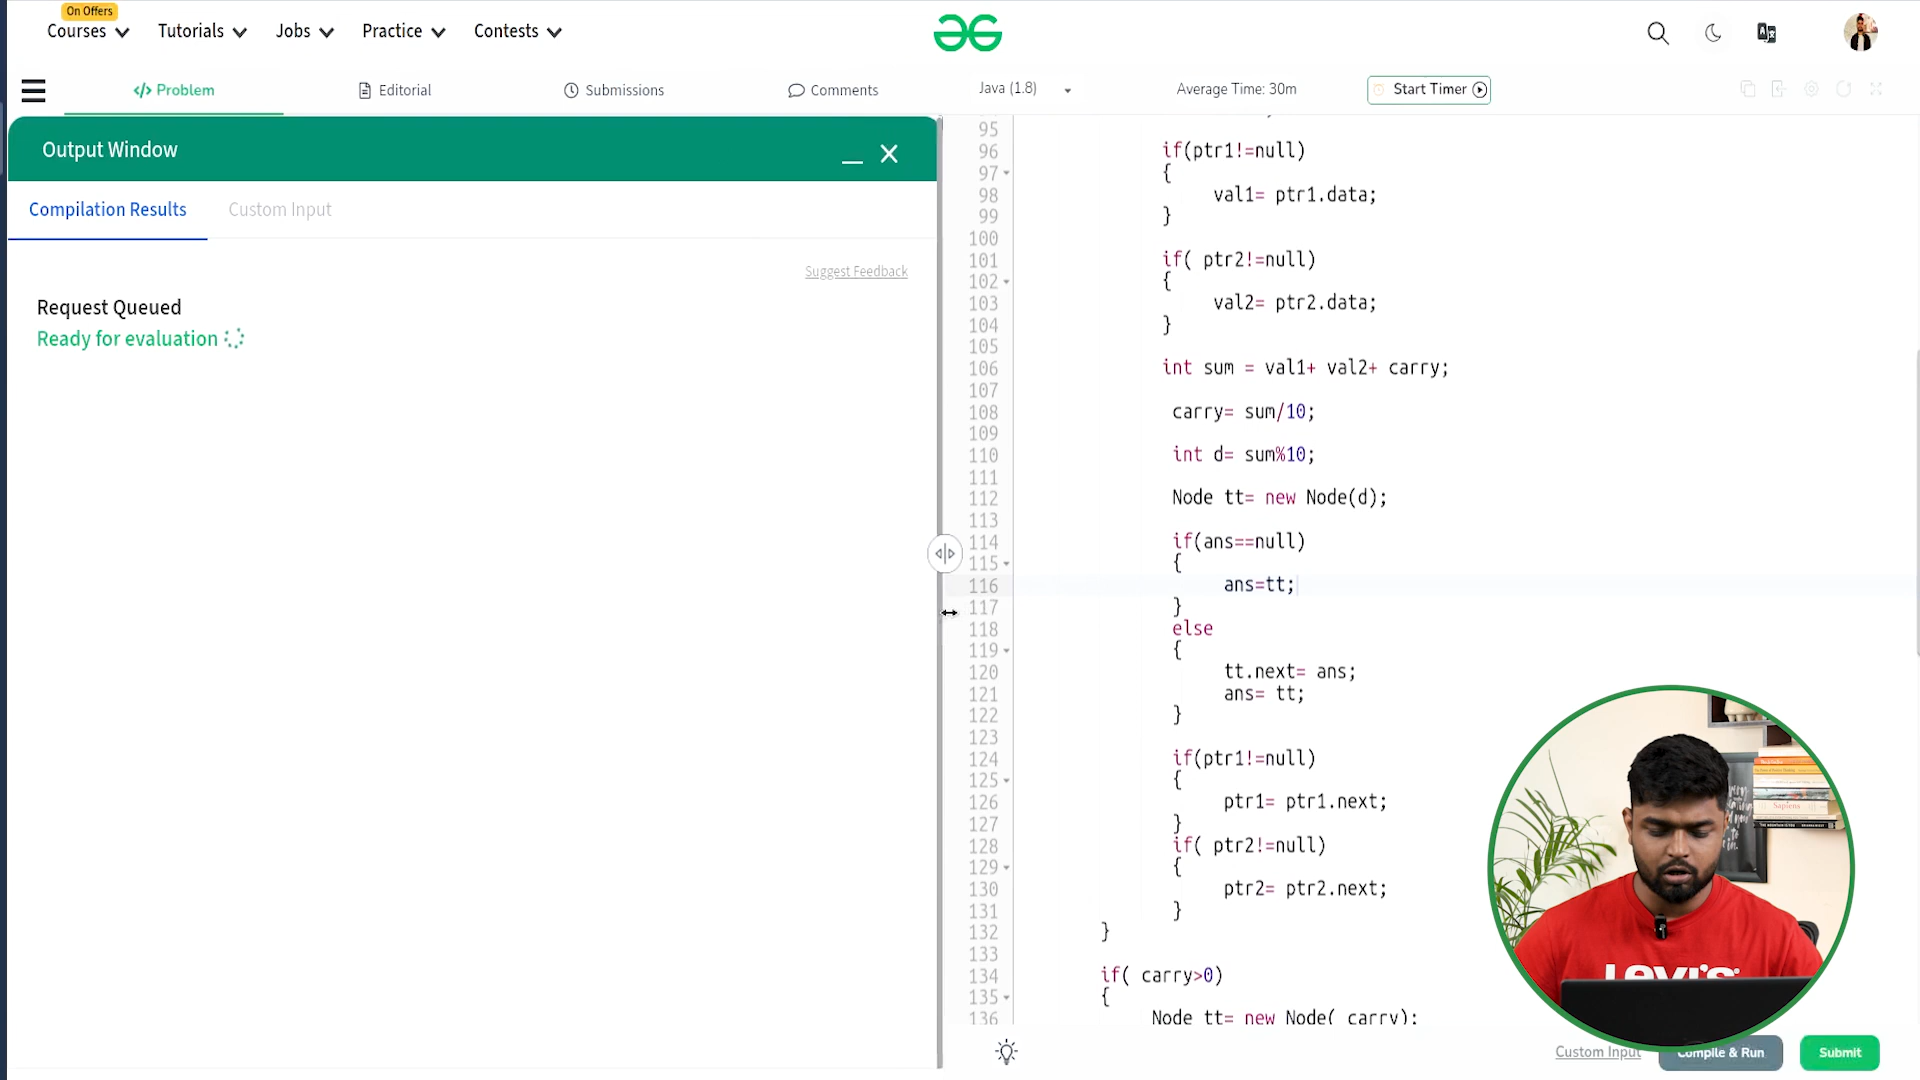 On Offers
Courses
Tutorials
Jobs
Practice
Contests
Problem
Editorial
Submissions
Comments
Java (1.8)
Average Time: 30m
Start Timer
Output Window
Compilation Results
Custom Input
Suggest Feedback
Request Queued
Ready for evaluation
95
96 if(ptr1!=null)
97 {
98 val1= ptr1.data;
99 }
100
101 if( ptr2!=null)
102 {
103 val2= ptr2.data;
104 }
105
106 int sum = val1+ val2+ carry;
107
108 carry= sum/10;
109
110 int d= sum%10;
111
112 Node tt= new Node(d);
113
114 if(ans==null)
115 {
116 ans=tt;
117 }
118 else
119 {
120 tt.next= ans;
121 ans= tt;
122 }
123
124 if(ptr1!=null)
125 {
126 ptr1= ptr1.next;
127 }
128 if( ptr2!=null)
129 {
130 ptr2= ptr2.next;
131 }
132 }
133
134 if( carry>0)
135 {
136 Node tt= new Node( carry);
Sapiens
Levi's
Custom Input
Compile & Run
Submit